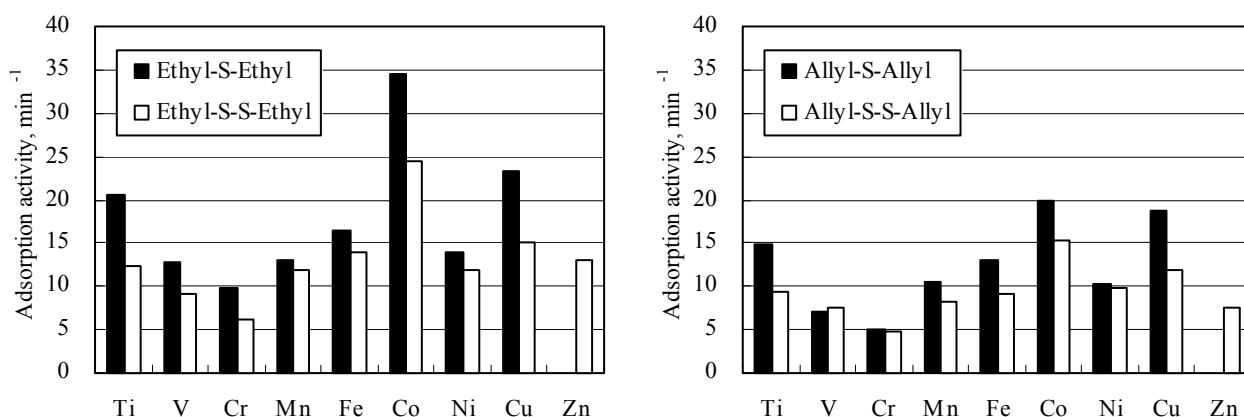 Adsorption activity, min -1
40
35
30
25
20
15
10
5
0
Ethyl-S-Ethyl
Ethyl-S-S-Ethyl
Ti V Cr Mn Fe Co Ni Cu Zn
Adsorption activity, min -1
40
35
30
25
20
15
10
5
0
Allyl-S-Allyl
Allyl-S-S-Allyl
Ti V Cr Mn Fe Co Ni Cu Zn